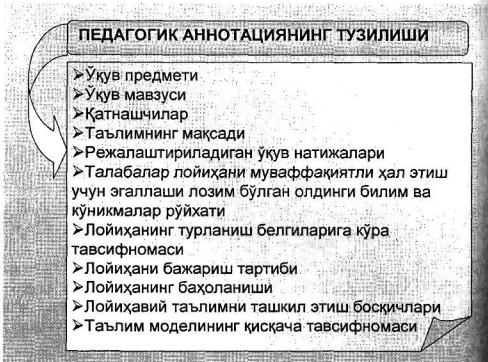 ПЕДАГОГИК АННОТАЦИЯНИНГ ТУЗИЛИШИ
➢Ўқув предмети
➢Ўқув мавзуси
➢Қатнашчилар
➢Таълимнинг мақсади
➢Режалаштириладиган ўқув натижалари
➢Талабалар лойиҳани муваффақиятли ҳал этиш
учун эгаллаши лозим бўлган олдинги билим ва
кўникмалар рўйхати
➢Лойиҳанинг турланиш белгиларига кўра
тавсифномаси
➢Лойиҳани бажариш тартиби
➢Лойиҳанинг баҳоланиши
➢Лойиҳавий таълимни ташкил этиш босқичлари
➢Таълим моделининг қисқача тавсифномаси